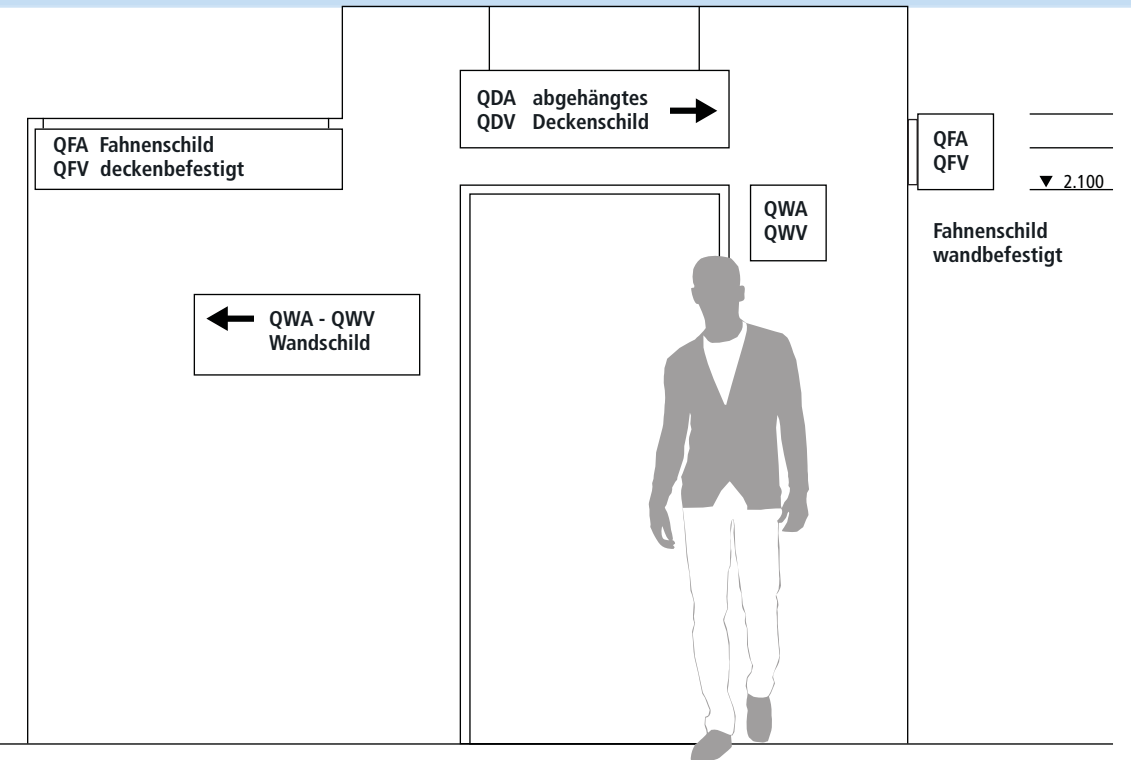 QDA abgehängtes
QDV Deckenschild
QFA Fahnenschild
QFV deckenbefestigt
QFA
QFV
▼ 2.100
QWA
QWV
Fahnenschild
wandbefestigt
QWA - QWV
Wandschild